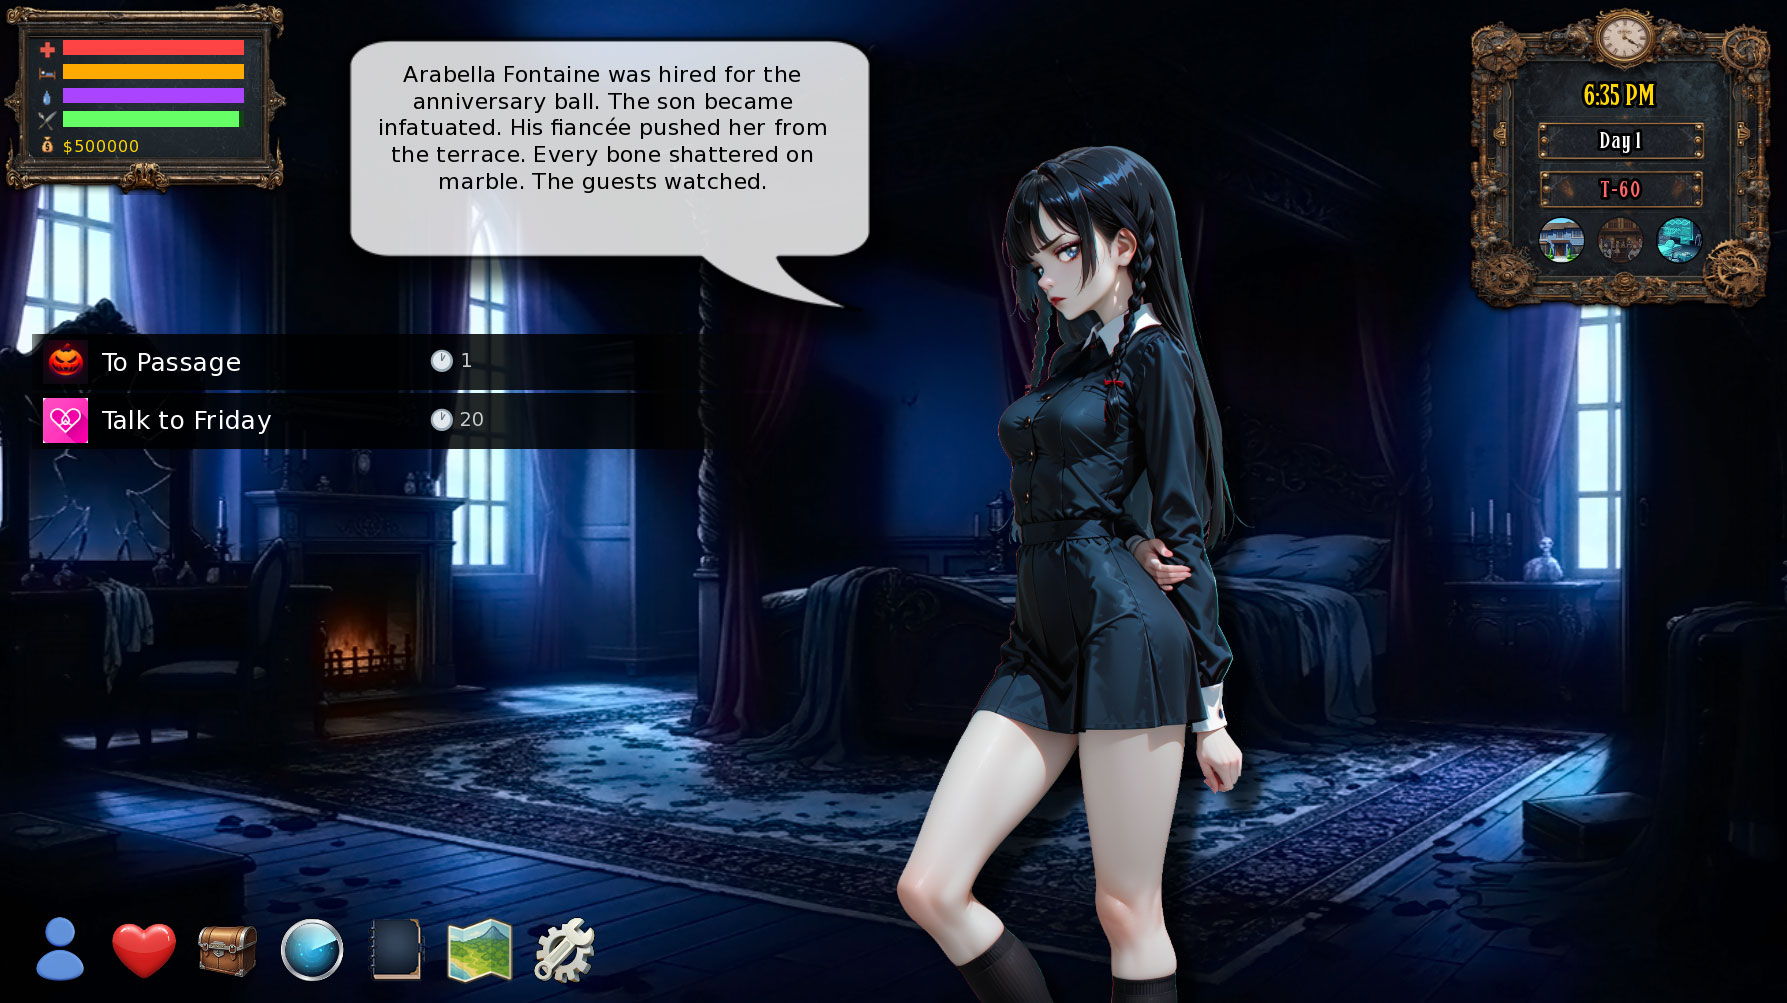 $500000
Arabella Fontaine was hired for the
anniversary ball. The son became
infatuated. His fiancée pushed her from
the terrace. Every bone shattered on
marble. The guests watched.
6:35 PM
Day 1
T-60
To Passage
1
Talk to Friday
20